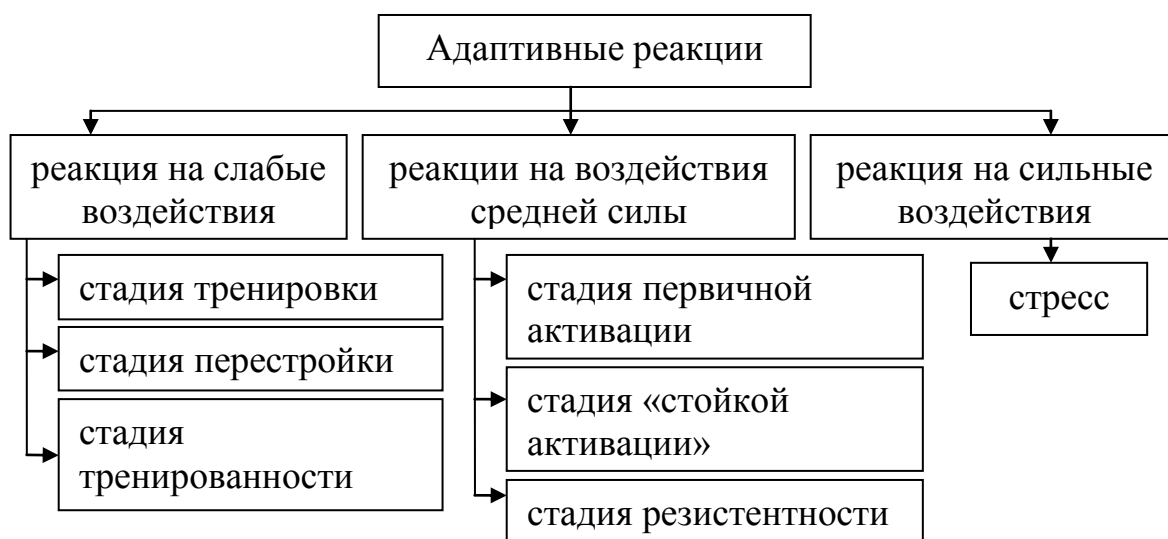 Адаптивные реакции
реакция на слабые
воздействия
реакции на воздействия
средней силы
реакция на сильные
воздействия
стадия тренировки
стадия перестройки
стадия
тренированности
стадия первичной
активации
стадия «стойкой
активации»
стадия резистентности
стресс